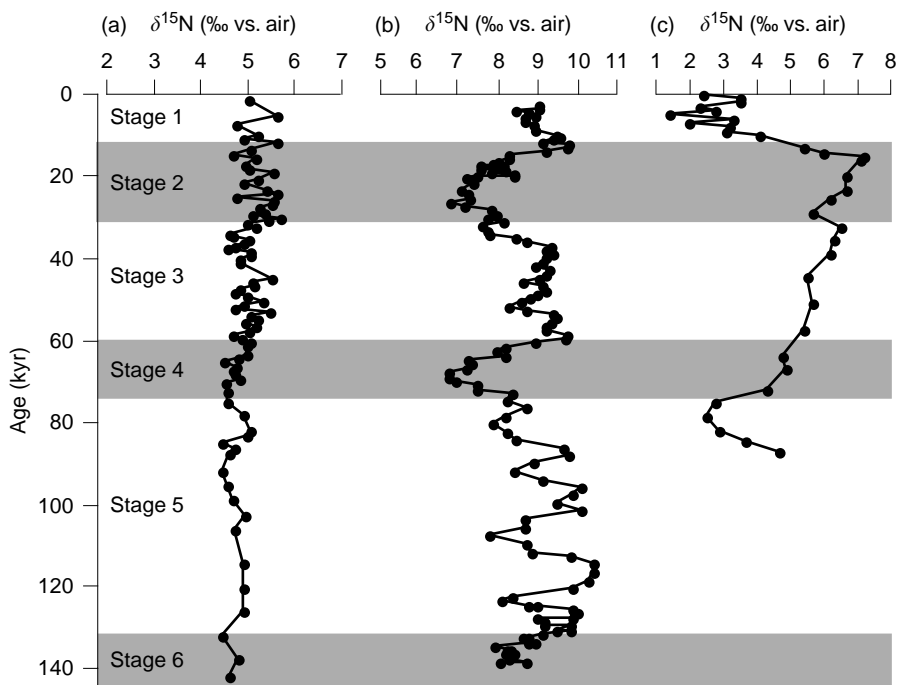 (a) δ¹⁵N (‰ vs. air) (b) δ¹⁵N (‰ vs. air) (c) δ¹⁵N (‰ vs. air)
2 3 4 5 6 7 6 7 8 9 10 11 1 2 3 4 5 6 7 8
0
Stage 1
20
Stage 2
40
Stage 3
60
Stage 4
80
100
Stage 5
120
140
Stage 6
Age (kyr)